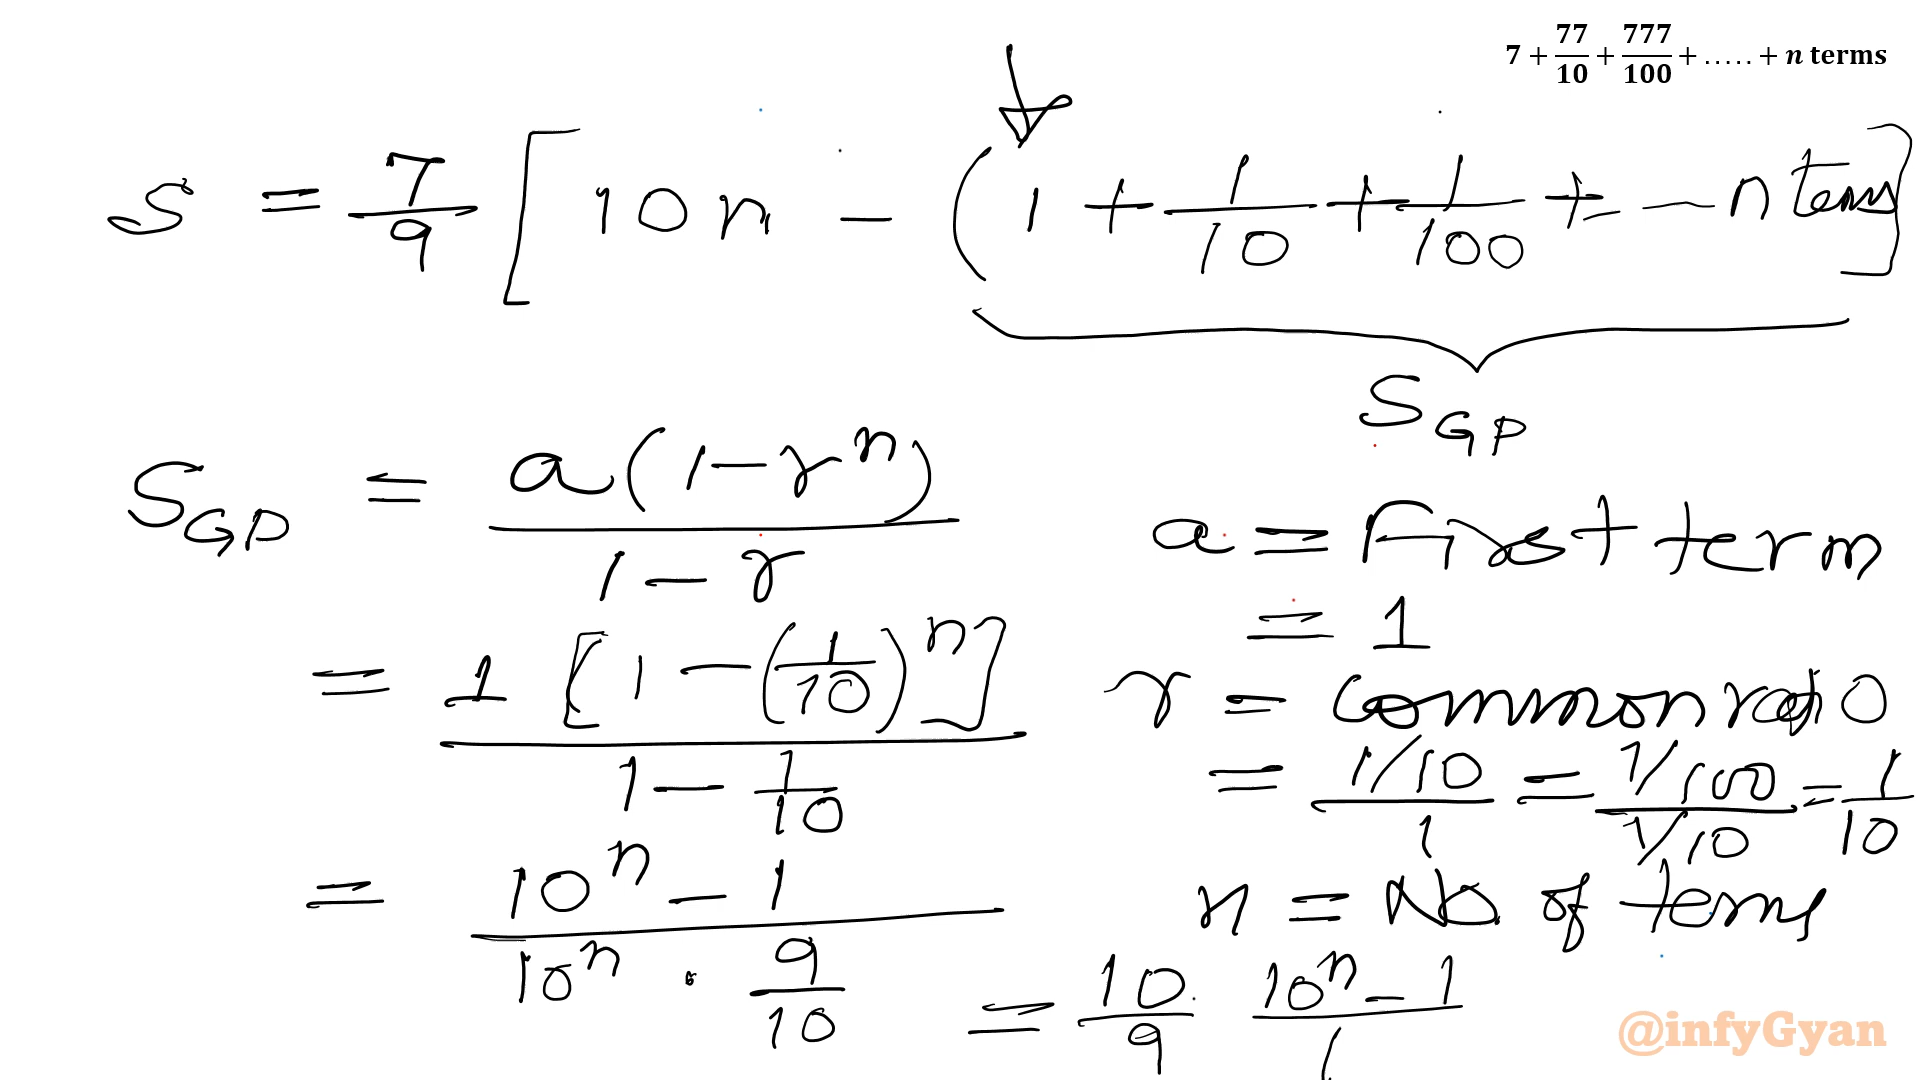 7 + 77/10 + 777/100 + ..... + n terms
S = 7/9 [10n - (1 + 1/10 + 1/100 + - - n terms]
S_GP
S_GP = a(1-r^n) / 1-r
a = First term
= 1
= 1 [1-(1/10)^n] / 1 - 1/10
r = common ratio
= 1/10 / 1 = 1/100 / 1/10 = 1/10
= 10^n - 1 / 10^n . 9/10
n = No. of terms
= 10/9 . 10^n - 1 / 1
@infyGyan